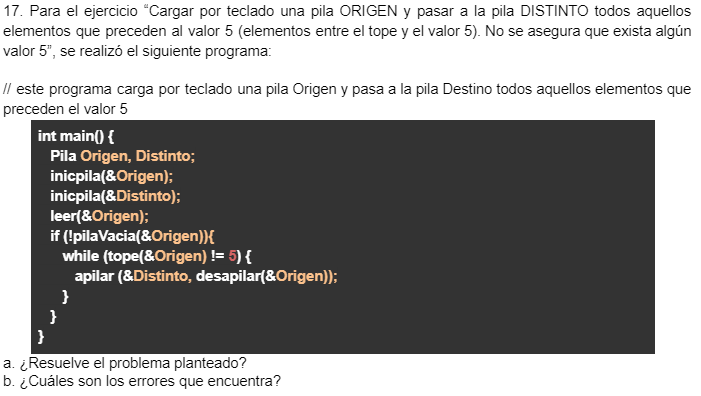 17. Para el ejercicio “Cargar por teclado una pila ORIGEN y pasar a la pila DISTINTO todos aquellos
elementos que preceden al valor 5 (elementos entre el tope y el valor 5). No se asegura que exista algún
valor 5”, se realizó el siguiente programa:
// este programa carga por teclado una pila Origen y pasa a la pila Destino todos aquellos elementos que
preceden el valor 5
int main() {
Pila Origen, Distinto;
inicpila(&Origen);
inicpila(&Distinto);
leer(&Origen);
if (!pilaVacia(&Origen)){
while (tope(&Origen) != 5) {
apilar (&Distinto, desapilar(&Origen));
}
}
}
a. ¿Resuelve el problema planteado?
b. ¿Cuáles son los errores que encuentra?